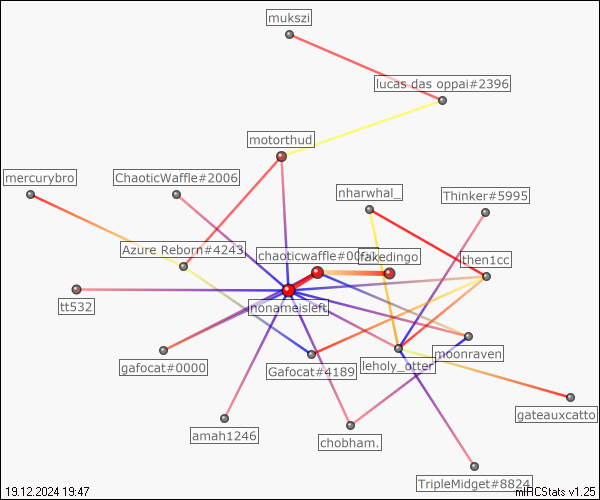 mukszi
lucas das oppai#2396
motorthud
mercurybro
ChaoticWaffle#2006
nharwhal_
Thinker#5995
Azure Reborn#4243
chaoticwaffle#00
fakedingo
then1cc
tt532
nonameisleft
moonraven
gafocat#0000
Gafocat#4189
leholy_otter
gateauxcatto
amah1246
chobham.
TripleMidget#8824
19.12.2024 19:47
mIRCStats v1.25